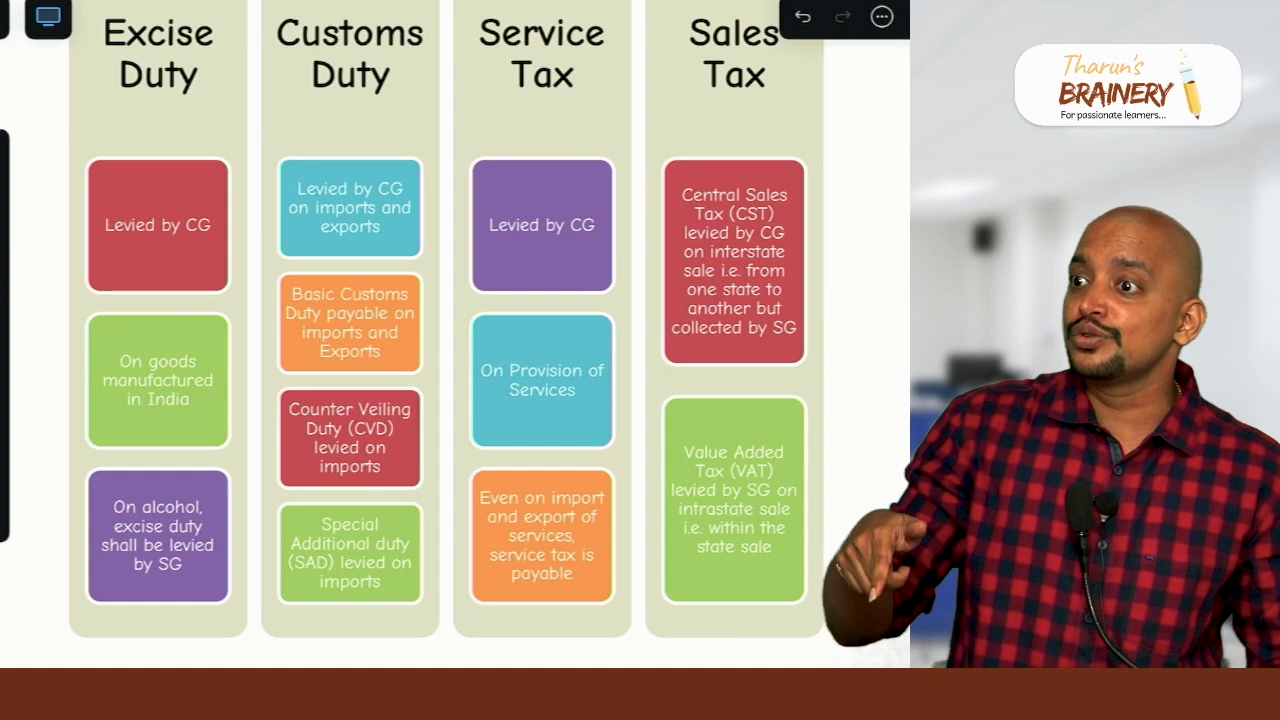 Excise
Duty
Levied by CG
On goods
manufactured
in India
On alcohol,
excise duty
shall be levied
by SG
Customs
Duty
Levied by CG
on imports and
exports
Basic Customs
Duty payable on
imports and
Exports
Counter Veiling
Duty (CVD)
levied on
imports
Special
Additional duty
(SAD) levied on
imports
Service
Tax
Levied by CG
On Provision of
Services
Even on import
and export of
services,
service tax is
payable
Sales
Tax
Central Sales
Tax (CST)
levied by CG
on interstate
sale i.e. from
one state to
another but
collected by SG
Value Added
Tax (VAT)
levied by SG on
intrastate sale
i.e. within the
state sale
Tharun's
BRAINERY
For passionate learners...